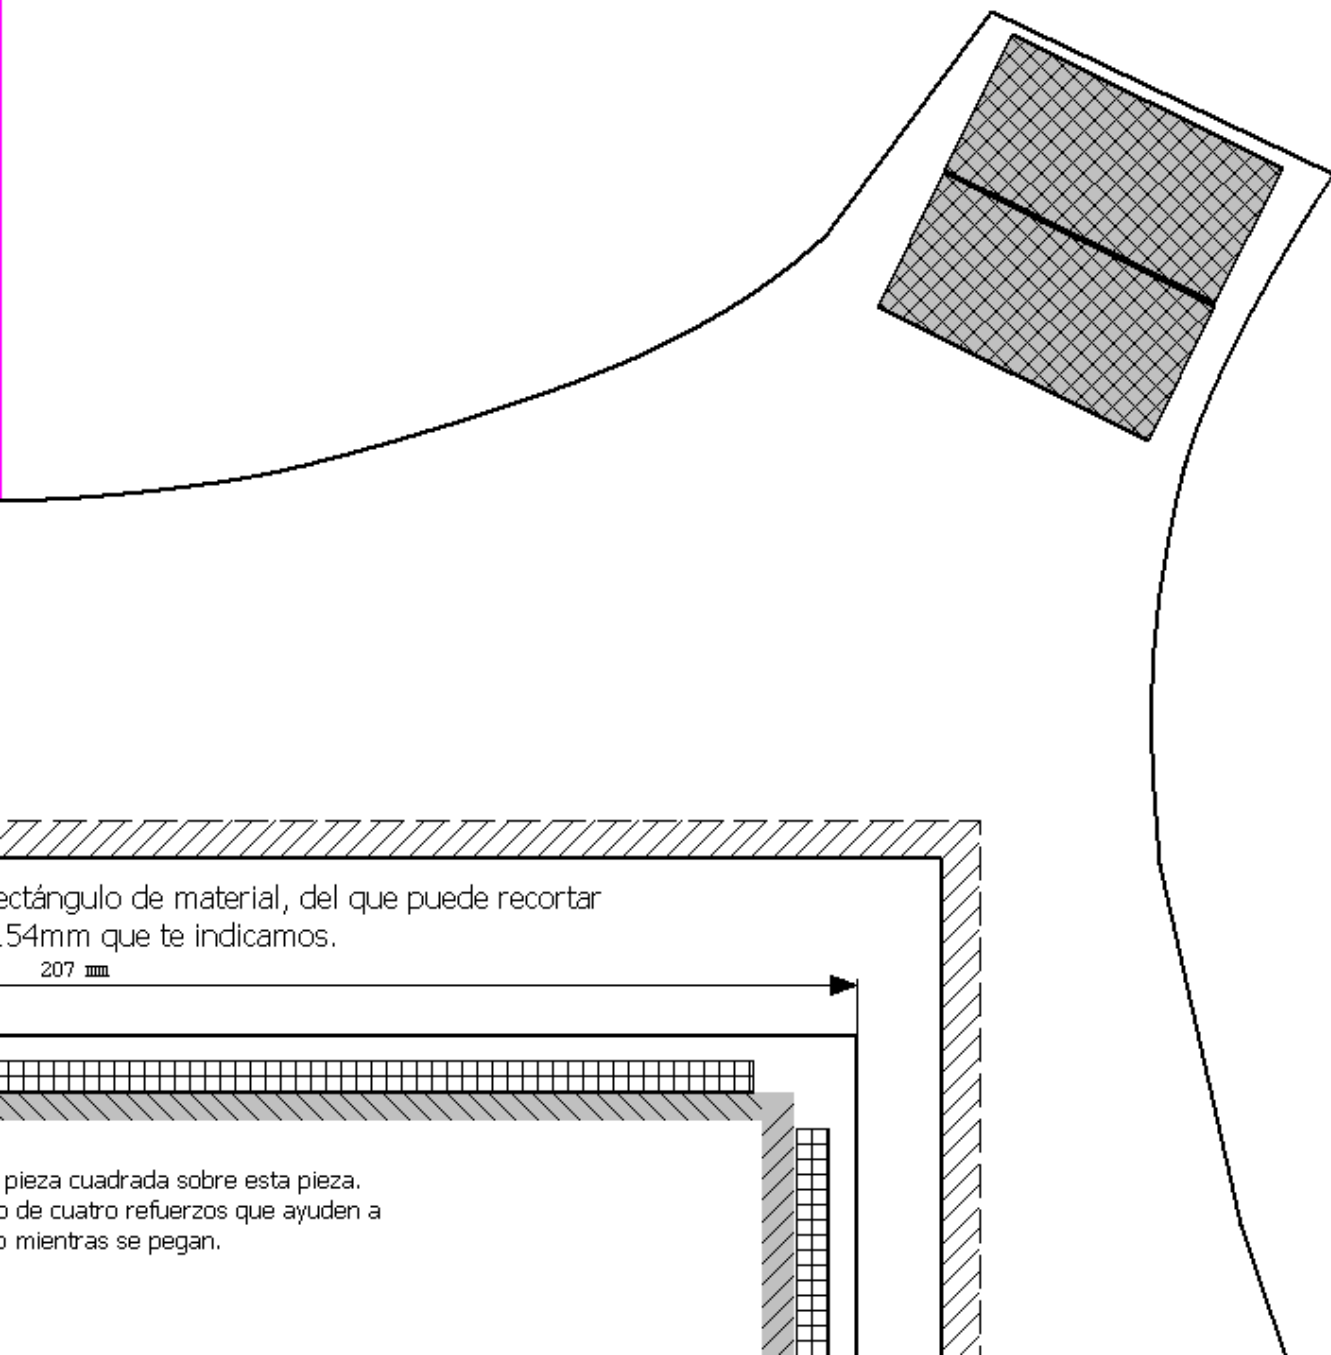 ectángulo de material, del que puede recortar
154mm que te indicamos.
207 mm
pieza cuadrada sobre esta pieza.
o de cuatro refuerzos que ayuden a
o mientras se pegan.